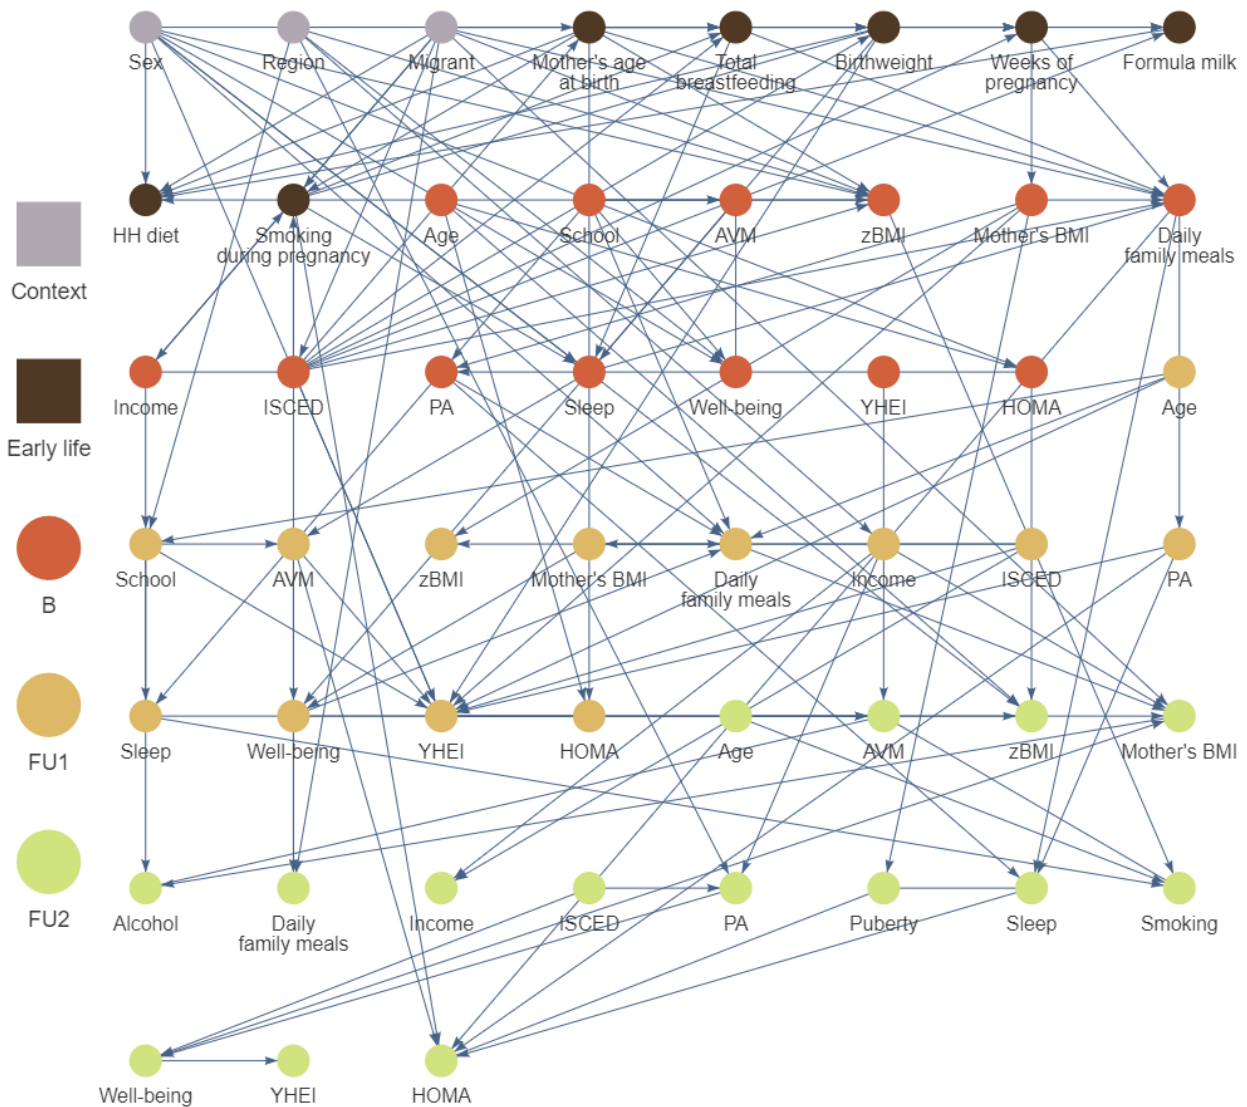 Sex
Region
Migrant
Mother's age
at birth
Total
breastfeeding
Birthweight
Weeks of
pregnancy
Formula milk
HH diet
Smoking
during pregnancy
Age
School
AVM
zBMI
Mother's BMI
Daily
family meals
Context
Income
ISCED
PA
Sleep
Well-being
YHEI
HOMA
Age
Early life
School
AVM
zBMI
Mother's BMI
Daily
family meals
Income
ISCED
PA
B
Sleep
Well-being
YHEI
HOMA
Age
AVM
zBMI
Mother's BMI
FU1
Alcohol
Daily
family meals
Income
ISCED
PA
Puberty
Sleep
Smoking
FU2
Well-being
YHEI
HOMA